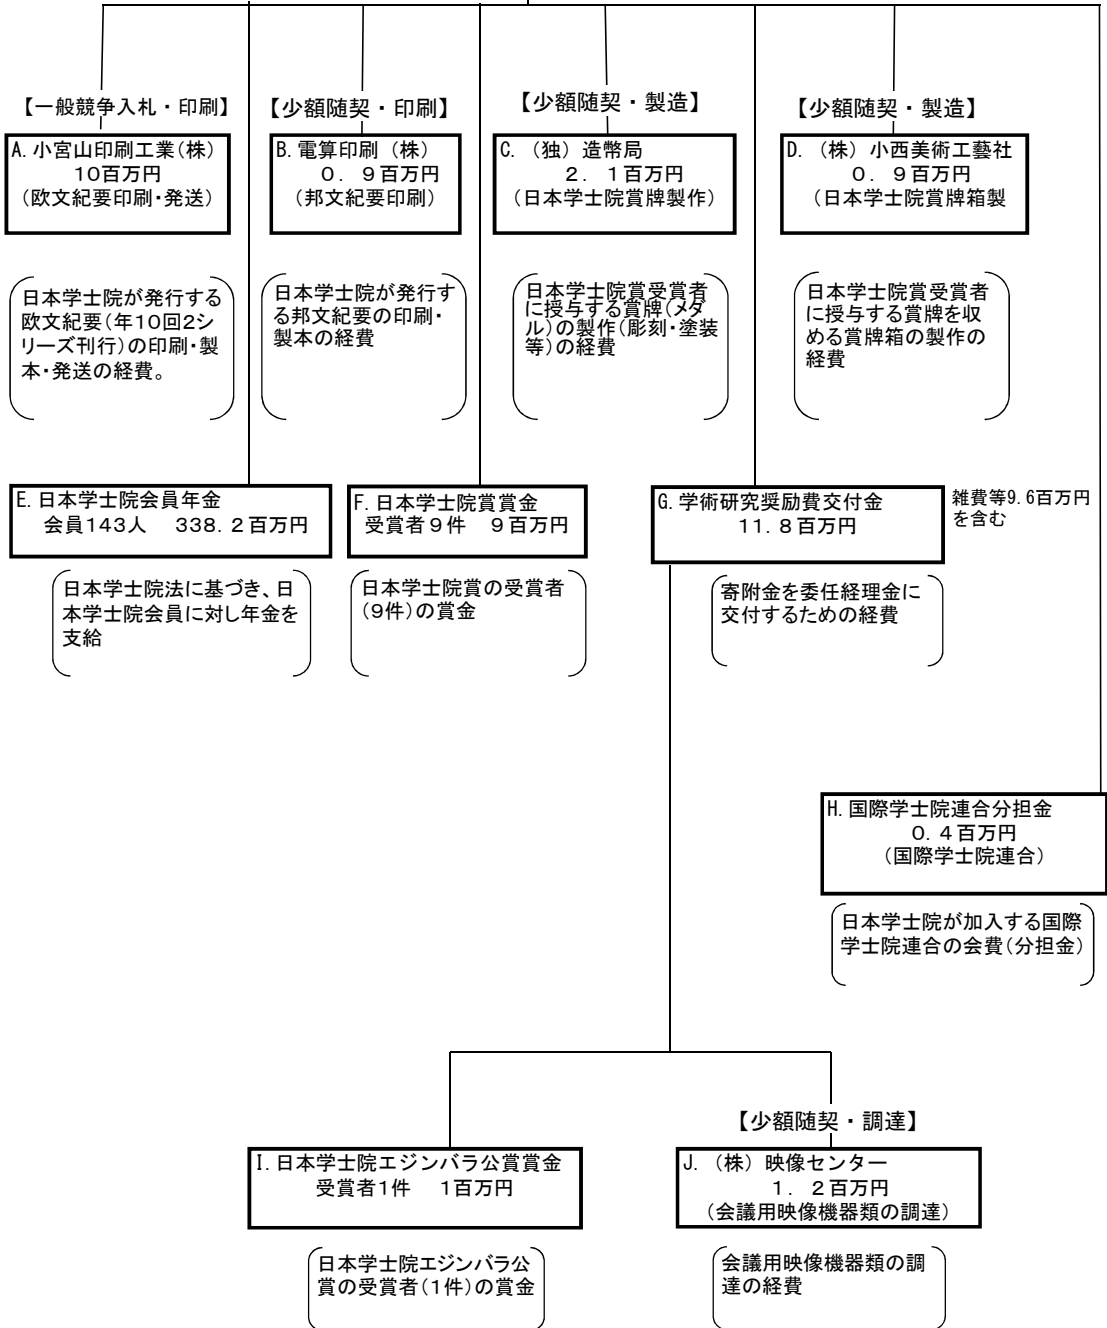 【一般競争入札・印刷】
A.小宮山印刷工業(株)
10百万円
(欧文紀要印刷・発送)
日本学士院が発行する
欧文紀要(年10回2シ
リーズ刊行)の印刷・製
本・発送の経費。
【少額随契・印刷】
B.電算印刷(株)
0.9百万円
(邦文紀要印刷)
日本学士院が発行す
る邦文紀要の印刷・
製本の経費
【少額随契・製造】
C.(独)造幣局
2.1百万円
(日本学士院賞牌製作)
日本学士院賞受賞者
に授与する賞牌(メダ
ル)の製作(彫刻・塗装
等)の経費
【少額随契・製造】
D.(株)小西美術工藝社
0.9百万円
(日本学士院賞牌箱製
日本学士院賞受賞者
に授与する賞牌を収
める賞牌箱の製作の
経費
E.日本学士院会員年金
会員143人 338.2百万円
日本学士院法に基づき、日
本学士院会員に対し年金を
支給
F.日本学士院賞賞金
受賞者9件 9百万円
日本学士院賞の受賞者
(9件)の賞金
G.学術研究奨励費交付金
11.8百万円
雑費等9.6百万円
を含む
寄附金を委任経理金に
交付するための経費
H.国際学士院連合分担金
0.4百万円
(国際学士院連合)
日本学士院が加入する国際
学士院連合の会費(分担金)
I.日本学士院エジンバラ公賞賞金
受賞者1件 1百万円
日本学士院エジンバラ公
賞の受賞者(1件)の賞金
【少額随契・調達】
J.(株)映像センター
1.2百万円
(会議用映像機器類の調達)
会議用映像機器類の調
達の経費